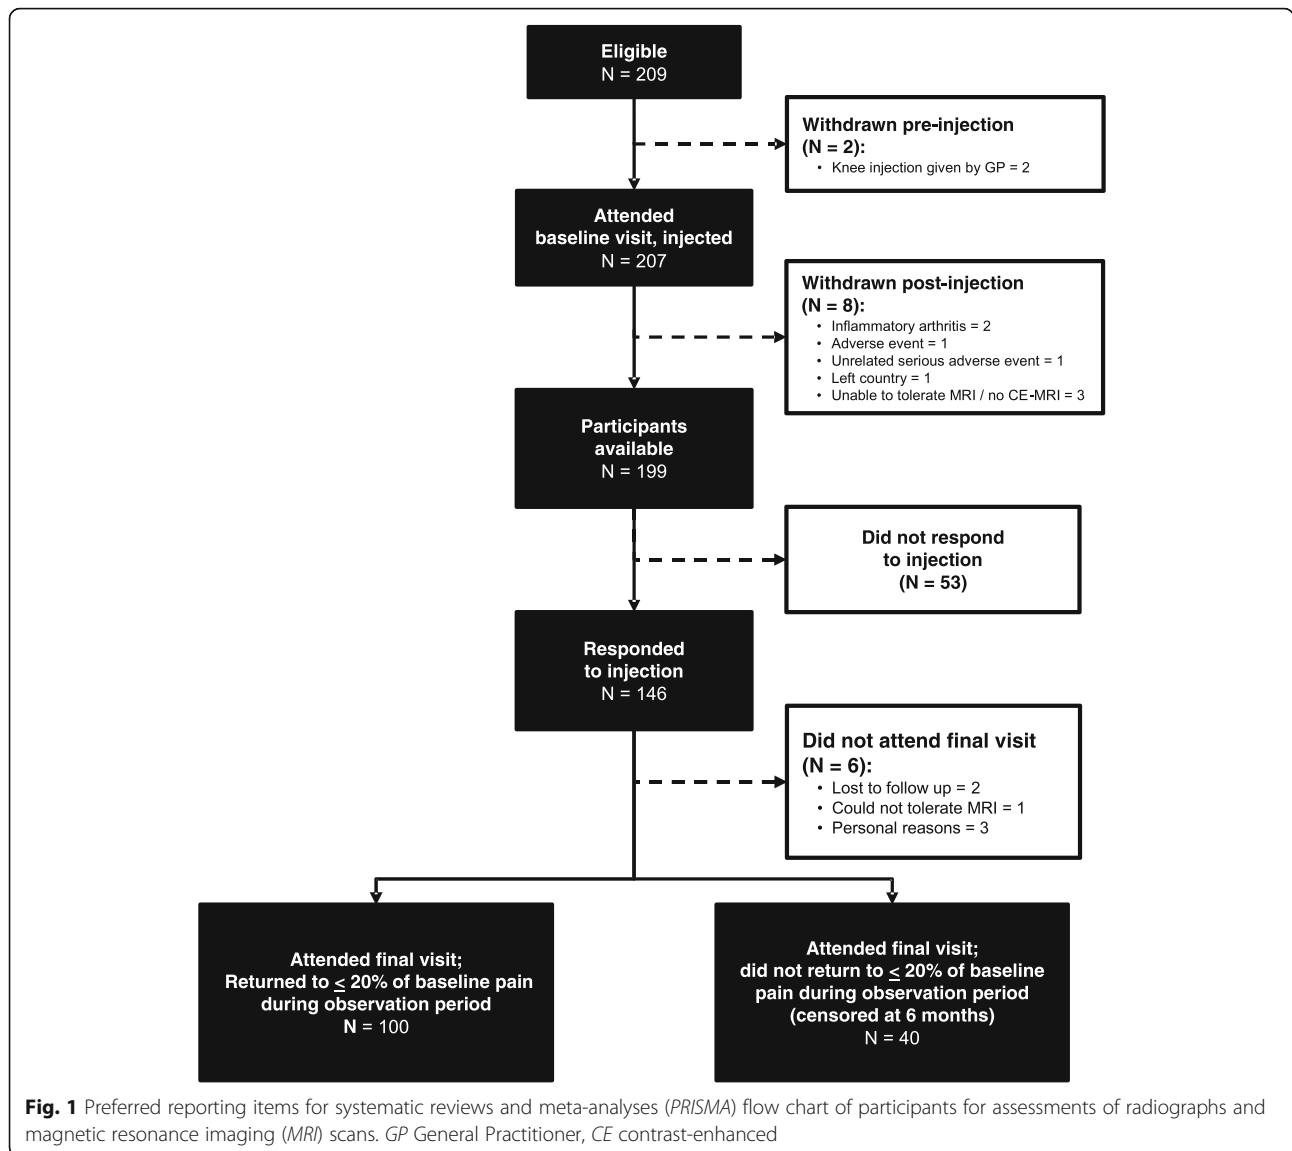 Eligible
N = 209
Withdrawn pre-injection
(N = 2):
• Knee injection given by GP = 2
Attended
baseline visit, injected
N = 207
Withdrawn post-injection
(N = 8):
• Inflammatory arthritis = 2
• Adverse event = 1
• Unrelated serious adverse event = 1
• Left country = 1
• Unable to tolerate MRI / no CE-MRI = 3
Participants
available
N = 199
Did not respond
to injection
(N = 53)
Responded
to injection
N = 146
Did not attend final visit
(N = 6):
• Lost to follow up = 2
• Could not tolerate MRI = 1
• Personal reasons = 3
Attended final visit;
Returned to ≤ 20% of baseline pain
during observation period
N = 100
Attended final visit;
did not return to ≤ 20% of baseline
pain during observation period
(censored at 6 months)
N = 40
Fig. 1 Preferred reporting items for systematic reviews and meta-analyses (PRISMA) flow chart of participants for assessments of radiographs and
magnetic resonance imaging (MRI) scans. GP General Practitioner, CE contrast-enhanced